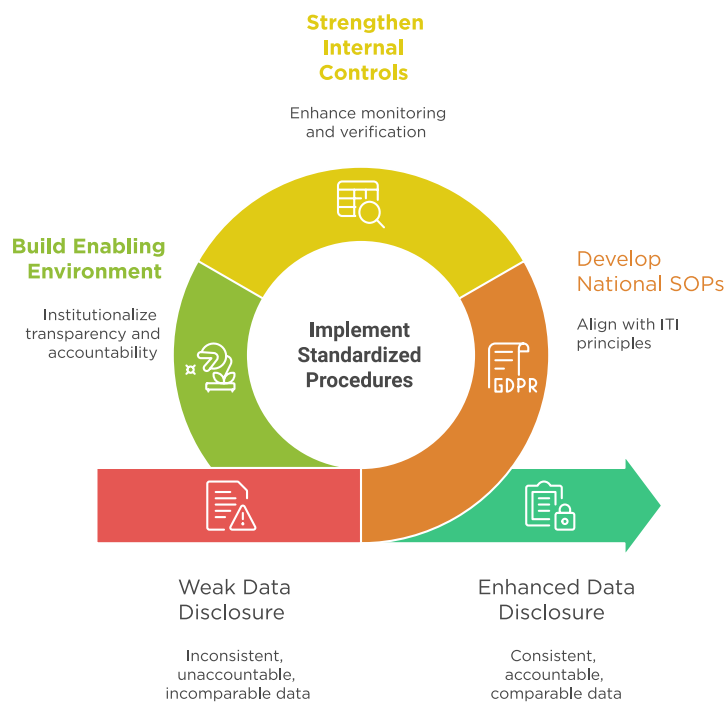 Strengthen
Internal
Controls
Enhance monitoring
and verification
Build Enabling
Environment
Institutionalize
transparency and
accountability
Develop
National SOPs
Align with ITI
principles
Implement
Standardized
Procedures
GDPR
Weak Data
Disclosure
Inconsistent,
unaccountable,
incomparable data
Enhanced Data
Disclosure
Consistent,
accountable,
comparable data